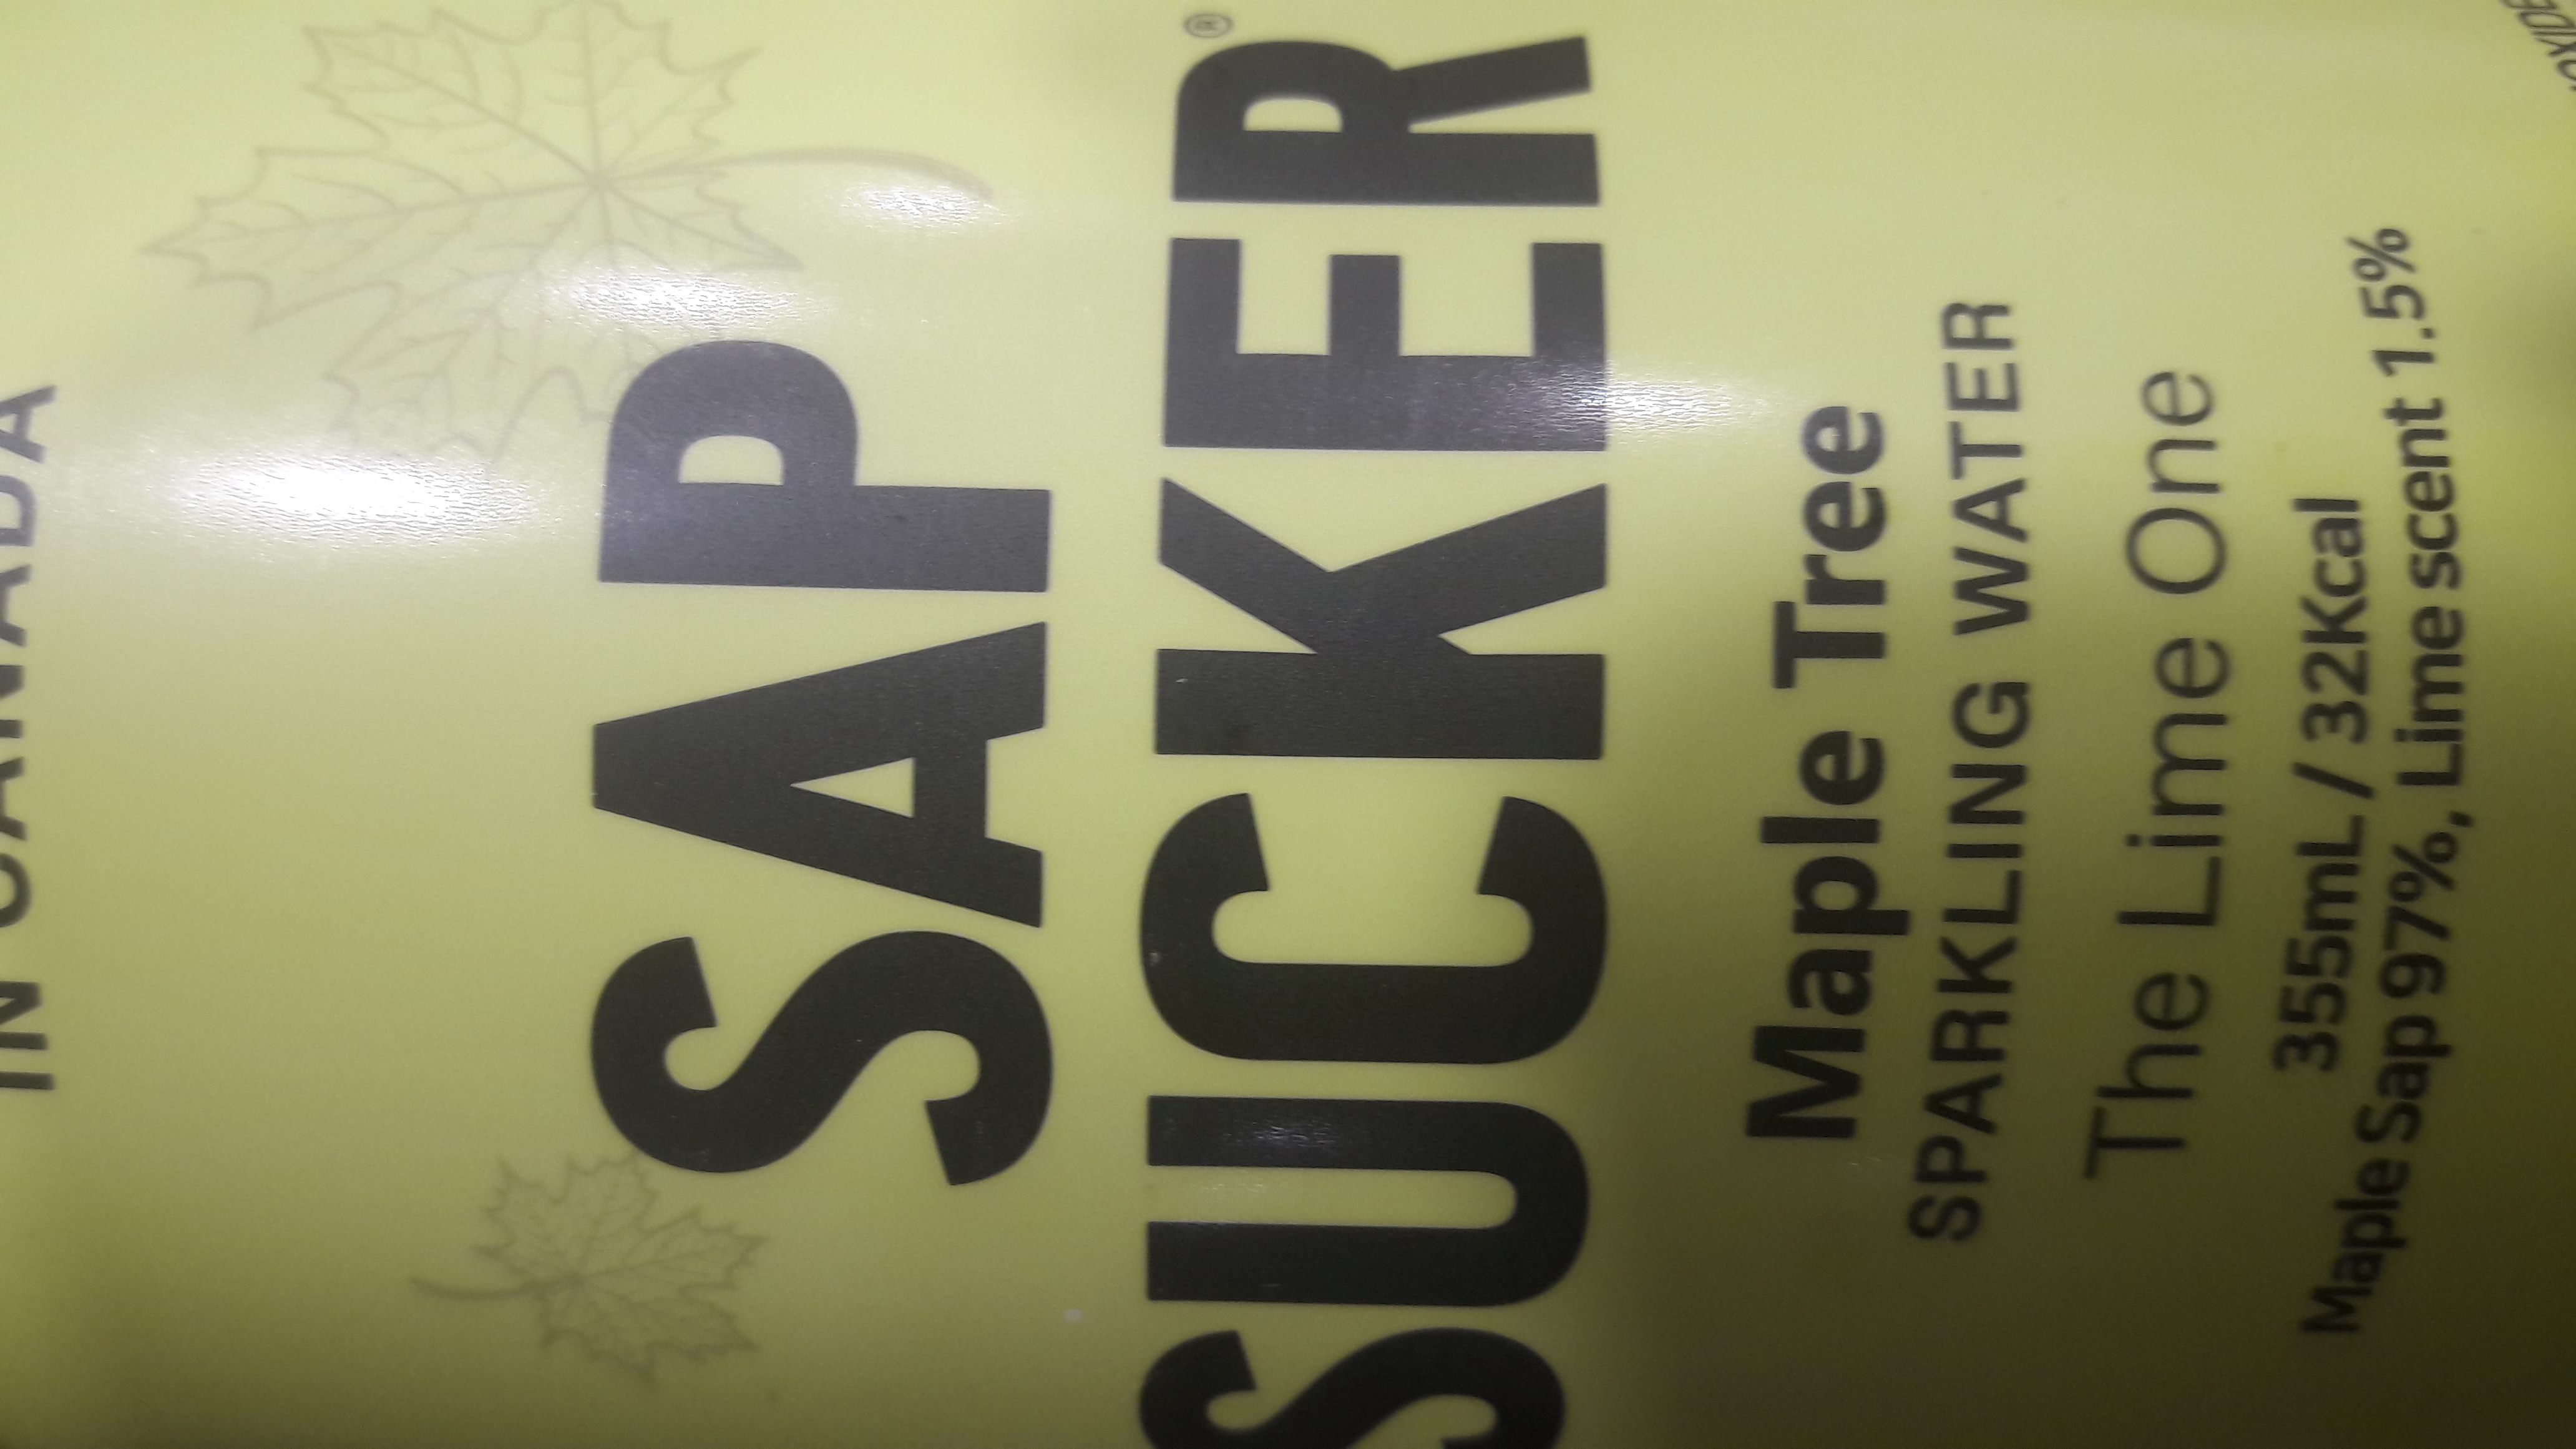 IN CANADA
SAP
SUCKER®
Maple Tree
SPARKLING WATER
The Lime One
355mL / 32Kcal
Maple Sap 97%, Lime scent 1.5%